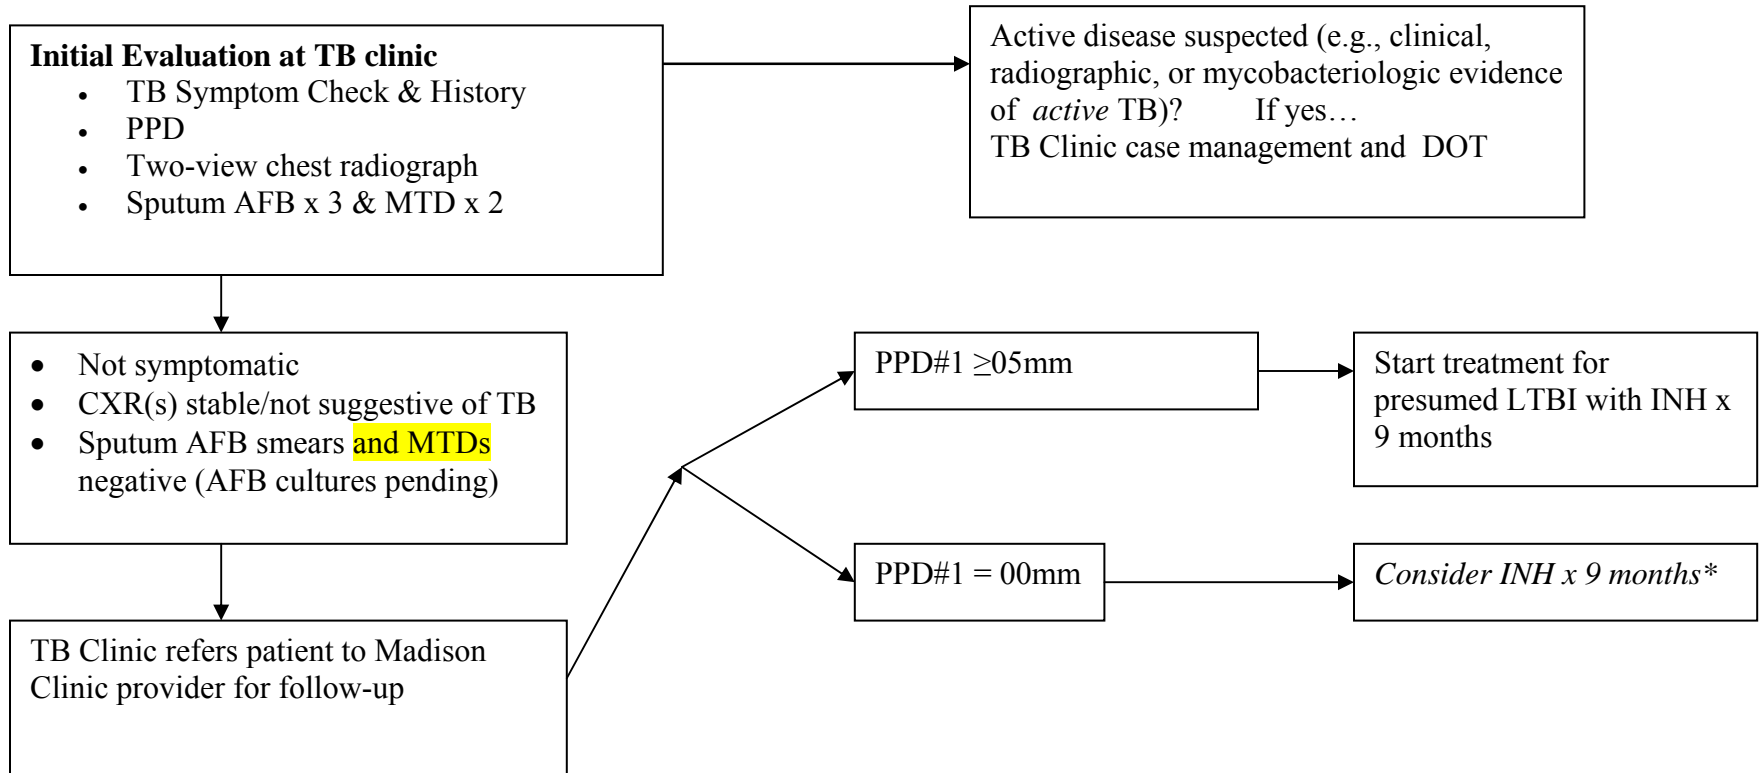 Initial Evaluation at TB clinic
• TB Symptom Check & History
• PPD
• Two-view chest radiograph
• Sputum AFB x 3 & MTD x 2
Active disease suspected (e.g., clinical,
radiographic, or mycobacteriologic evidence
of active TB)? If yes…
TB Clinic case management and DOT
• Not symptomatic
• CXR(s) stable/not suggestive of TB
• Sputum AFB smears and MTDs
negative (AFB cultures pending)
PPD#1 ≥05mm
Start treatment for
presumed LTBI with INH x
9 months
PPD#1 = 00mm
Consider INH x 9 months*
TB Clinic refers patient to Madison
Clinic provider for follow-up